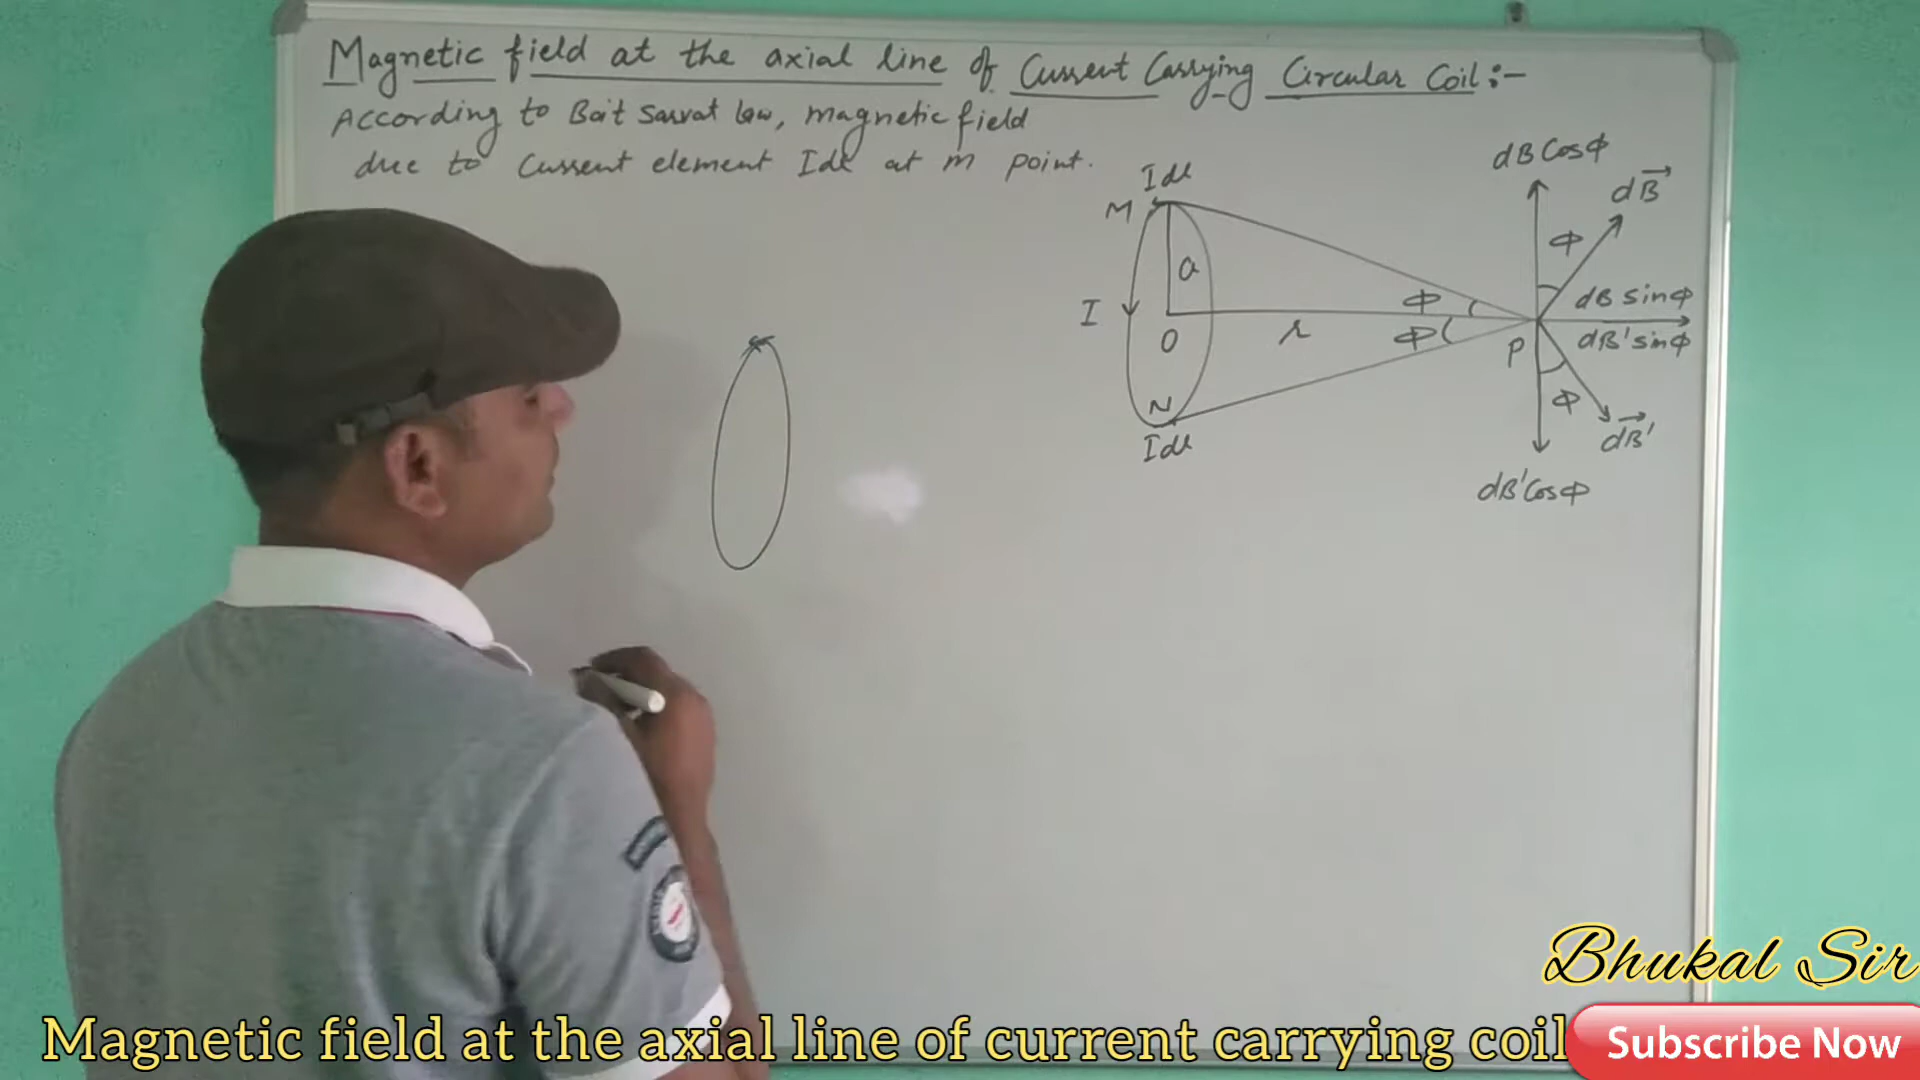 Magnetic field at the axial line of Current Carrying Circular Coil :-
According to Boit Sarvat law, magnetic field
due to Current element Idl at m point.
Idl
M
a
I
O
r
N
Idl
Φ
Φ
P
dB Cosϕ
dB⃗
Φ
dB sinϕ
dB' sinϕ
Φ
dB⃗'
dB' Cosϕ
Bhukal Sir
Magnetic field at the axial line of current carrying coil
Subscribe Now